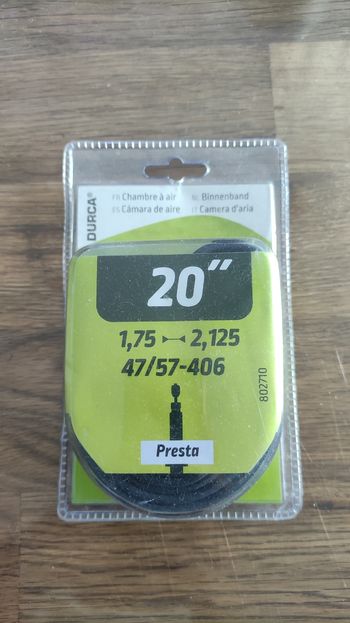 DURCA®
FR Chambre à air
NL Binnenband
ES Cámara de aire
IT Camera d'aria
20"
1,75 2,125
47/57-406
802710
Presta